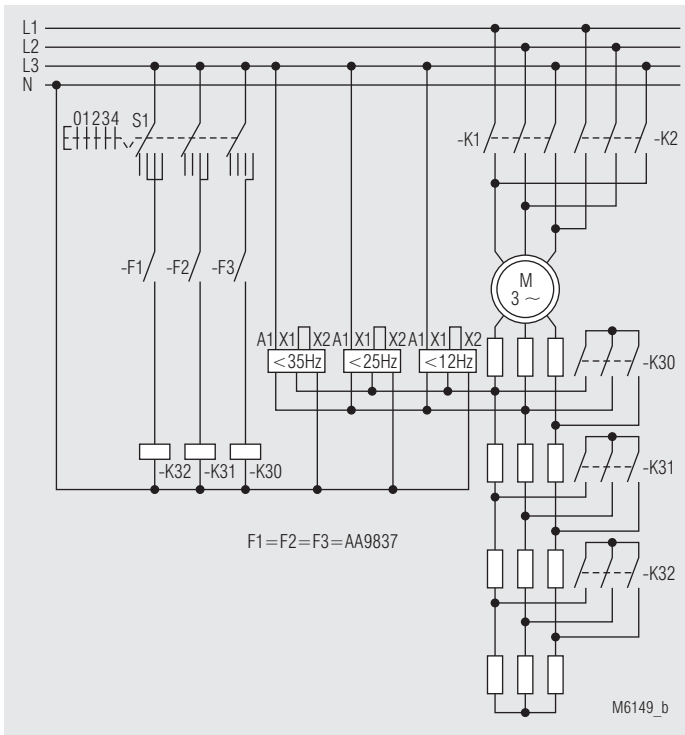 L1
L2
L3
N
01234 S1
-K1 -K2
-F1 -F2 -F3
M
3 ~
A1 X1 X2 A1 X1 X2 A1 X1 X2
<35Hz <25Hz <12Hz
-K30
-K32 -K31 -K30
-K31
F1=F2=F3=AA9837
-K32
M6149_b